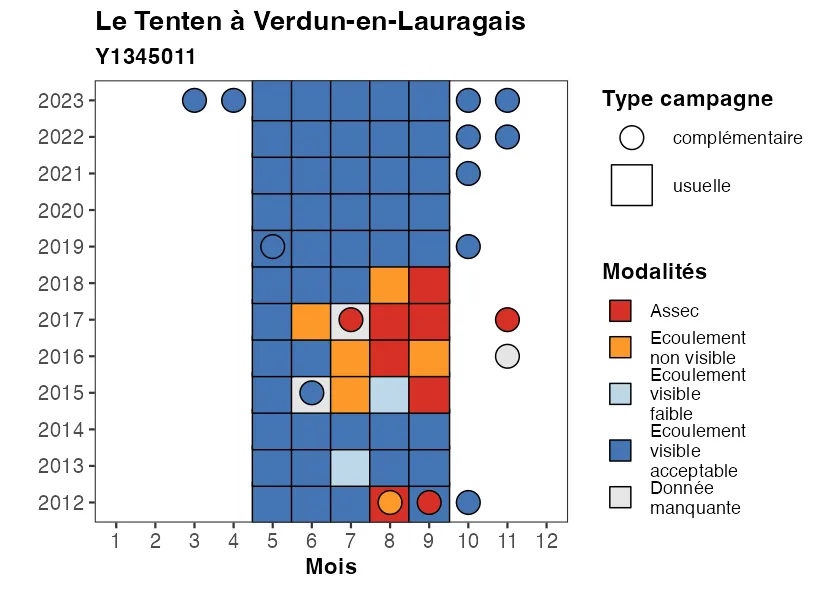 Le Tenten à Verdun-en-Lauragais
Y1345011
2023
2022
2021
2020
2019
2018
2017
2016
2015
2014
2013
2012
1 2 3 4 5 6 7 8 9 10 11 12
Mois
Type campagne
complémentaire
usuelle
Modalités
Assec
Ecoulement
non visible
Ecoulement
visible
faible
Ecoulement
visible
acceptable
Donnée
manquante